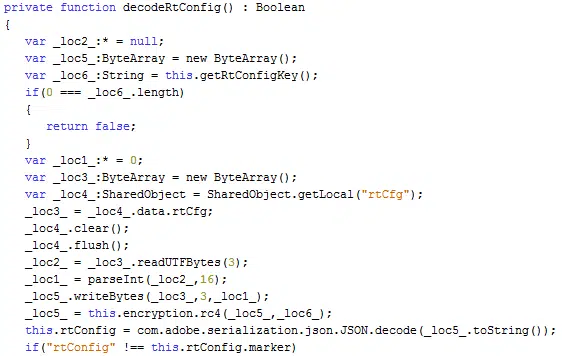 private function decodeRtConfig() : Boolean
{
var _loc2_:* = null;
var _loc5_:ByteArray = new ByteArray();
var _loc6_:String = this.getRtConfigKey();
if(0 === _loc6_.length)
{
return false;
}
var _loc1_:* = 0;
var _loc3_:ByteArray = new ByteArray();
var _loc4_:SharedObject = SharedObject.getLocal("rtCfg");
_loc3_ = _loc4_.data.rtCfg;
_loc4_.clear();
_loc4_.flush();
_loc2_ = _loc3_.readUTFBytes(3);
_loc1_ = parseInt(_loc2_,16);
_loc5_.writeBytes(_loc3_,3,_loc1_);
_loc5_ = this.encryption.rc4(_loc5_,_loc6_);
this.rtConfig = com.adobe.serialization.json.JSON.decode(_loc5_.toString());
if("rtConfig" !== this.rtConfig.marker)